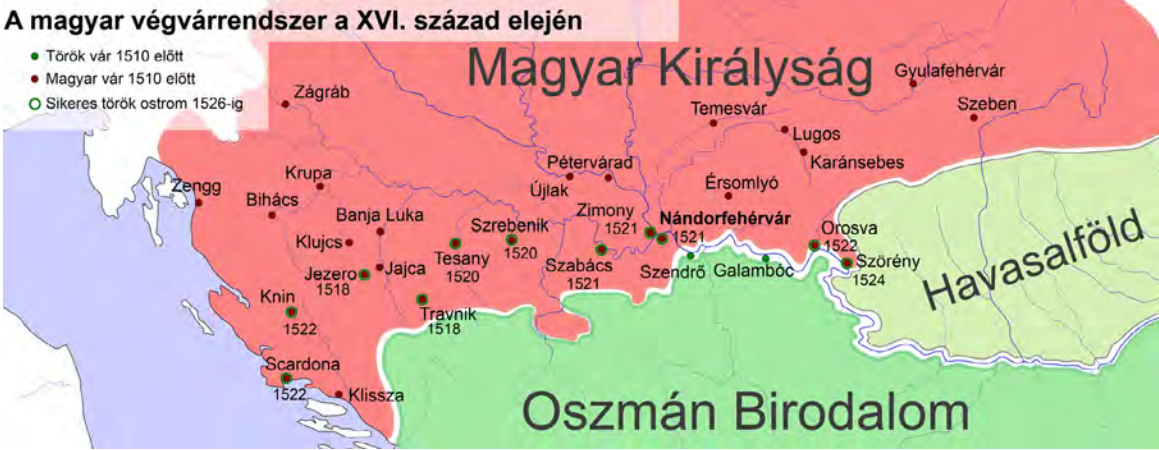 A magyar végvárrendszer a XVI. század elején
Török vár 1510 előtt
Magyar vár 1510 elött
Sikeres török ostrom 1526-ig
Magyar Királyság
Gyulafehérvár
Zágráb
Temesvár
Szeben
Lugos
Karánsebes
Pétervárad
Krupa
Zengg
Újlak
Érsomlyó
Bihács
Banja Luka
Szrebenik
1520
Zimony
1521
Nándorfehérvár
1521
Orosva
1522
Klujcs
Tesany
1520
Szabács
1521
Szendrő
Galambóc
Szörény
1524
Havasalföld
Jezero
1518
Jajca
Knin
1522
Travnik
1518
Scardona
1522
Klissza
Oszmán Birodalom